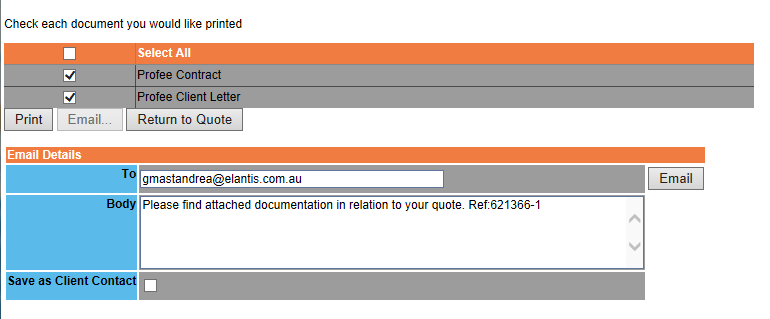 Check each document you would like printed
Select All
Profee Contract
Profee Client Letter
Print Email... Return to Quote
Email Details
To gmastandrea@elantis.com.au Email
Body Please find attached documentation in relation to your quote. Ref:621366-1
Save as Client Contact